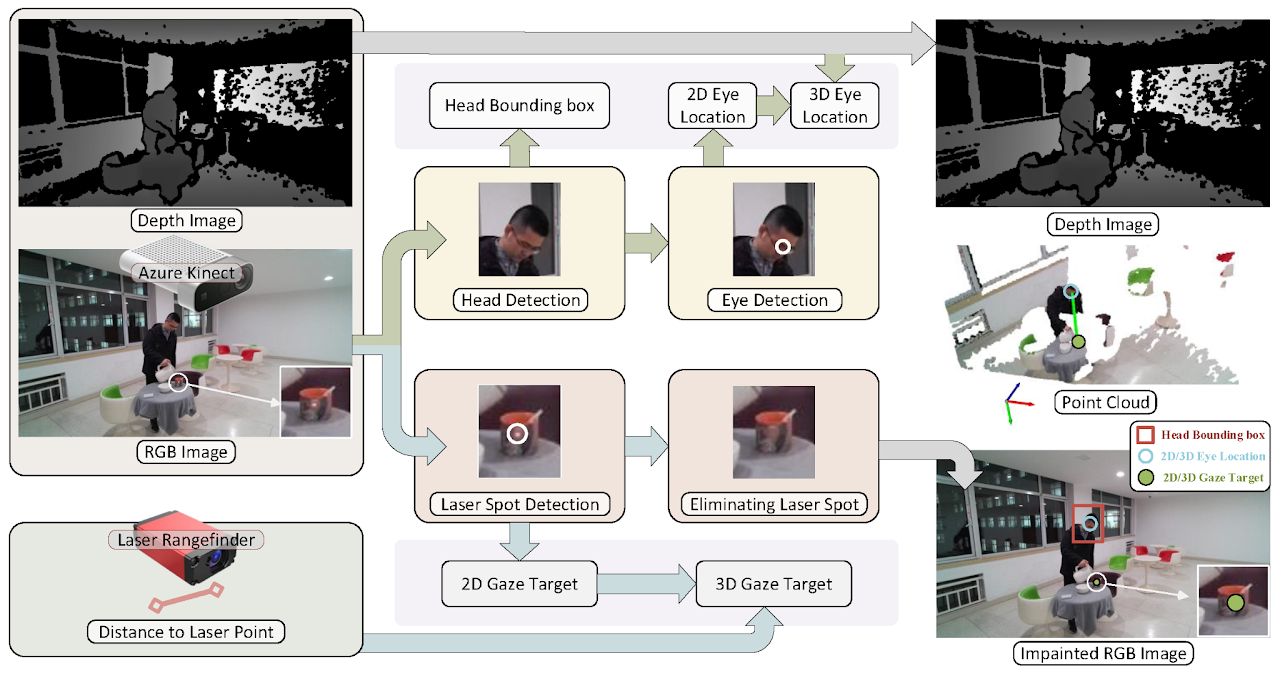 Depth Image
Azure Kinect
RGB Image
Laser Rangefinder
Distance to Laser Point
Head Bounding box
2D Eye
Location
3D Eye
Location
Head Detection
Eye Detection
Laser Spot Detection
Eliminating Laser Spot
2D Gaze Target
3D Gaze Target
Depth Image
Point Cloud
Head Bounding box
2D/3D Eye Location
2D/3D Gaze Target
Impainted RGB Image